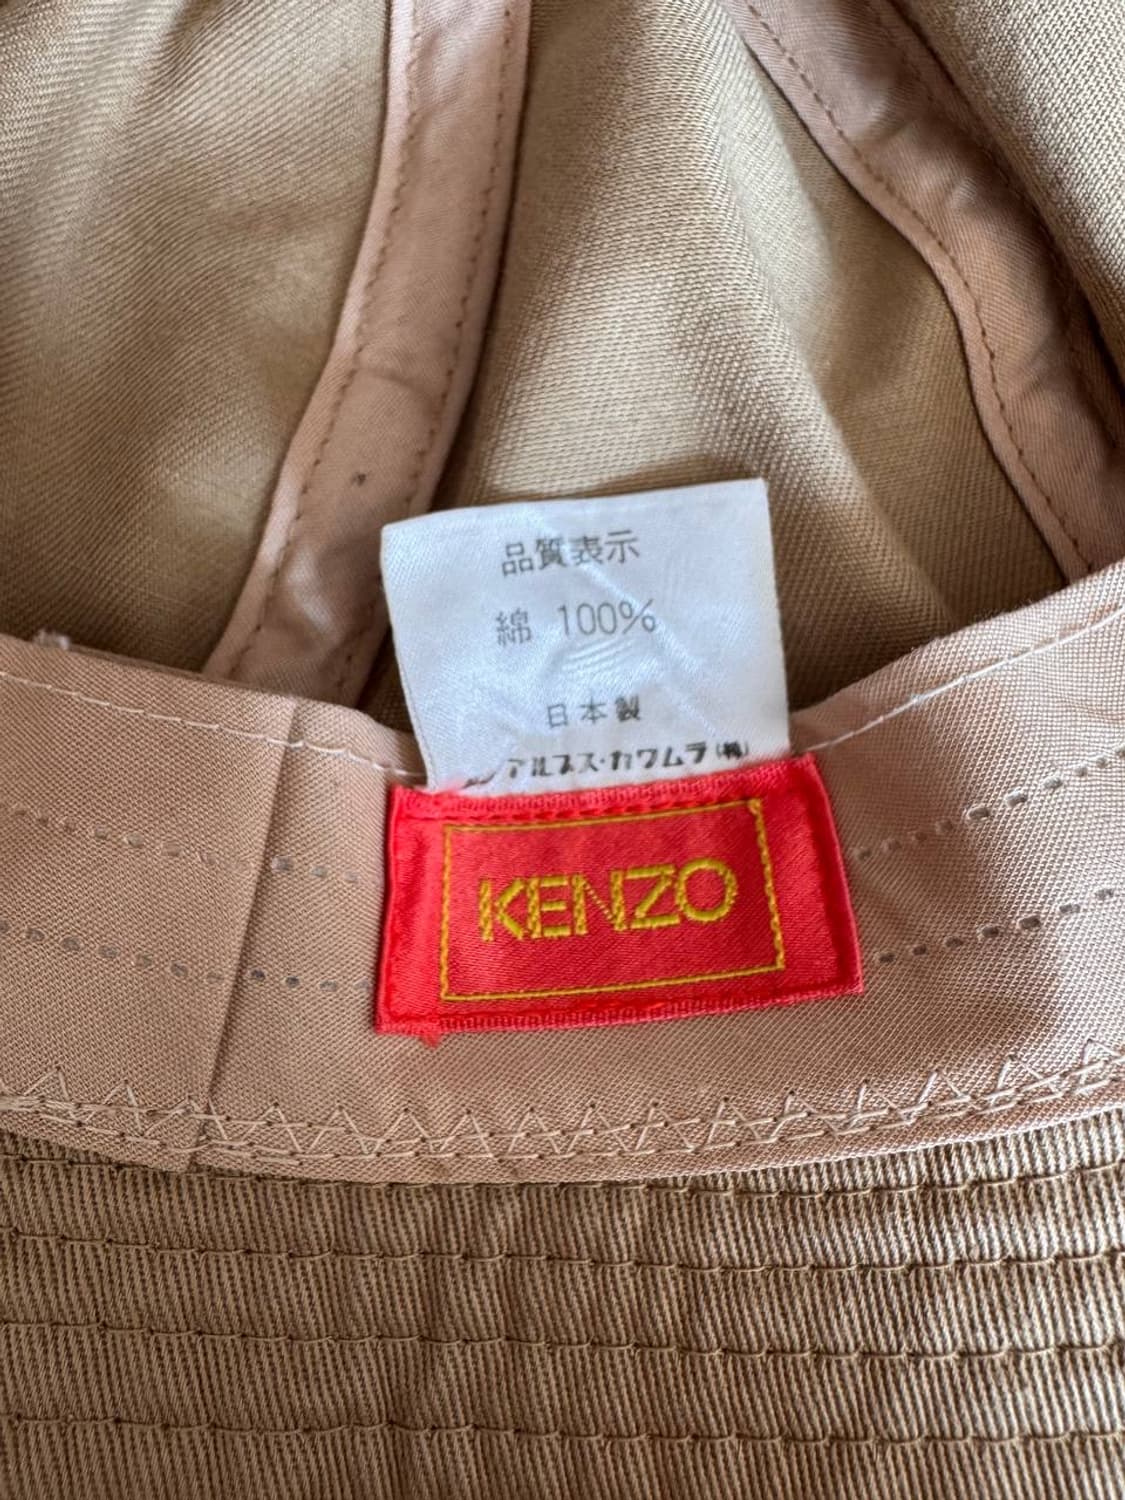 品質表示
綿 100%
日本製
アルプス・カワムラ(株)
KENZO